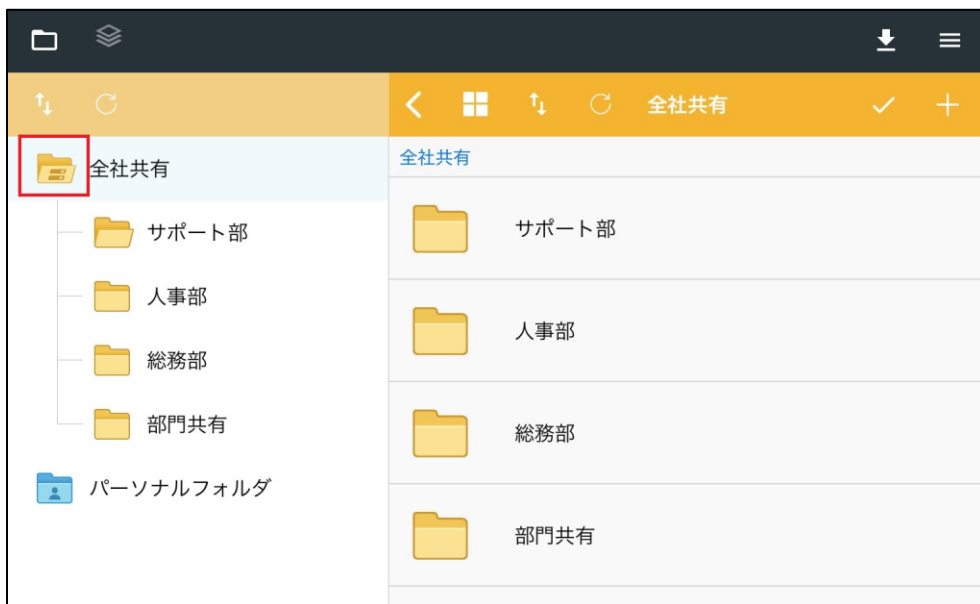 全社共有
全社共有
サポート部
人事部
総務部
部門共有
パーソナルフォルダ
全社共有
サポート部
人事部
総務部
部門共有